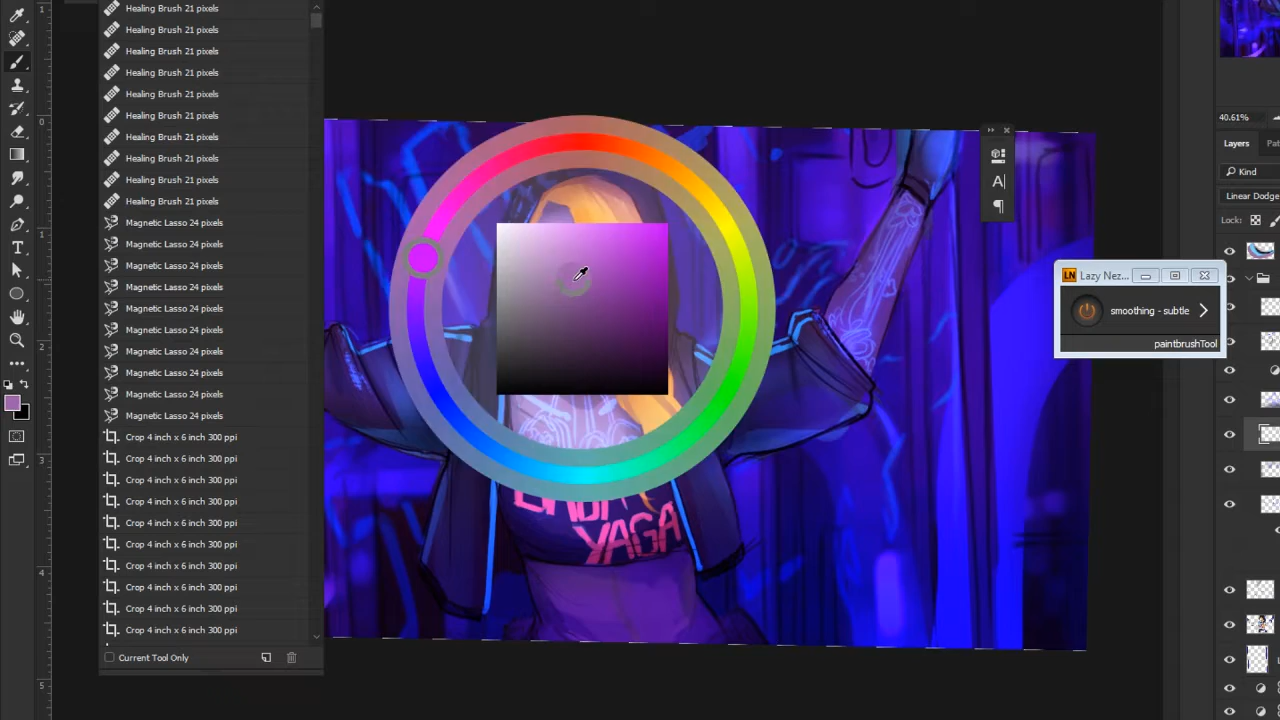 Healing Brush 21 pixels
Healing Brush 21 pixels
Healing Brush 21 pixels
Healing Brush 21 pixels
Healing Brush 21 pixels
Healing Brush 21 pixels
Healing Brush 21 pixels
Healing Brush 21 pixels
Healing Brush 21 pixels
Healing Brush 21 pixels
Magnetic Lasso 24 pixels
Magnetic Lasso 24 pixels
Magnetic Lasso 24 pixels
Magnetic Lasso 24 pixels
Magnetic Lasso 24 pixels
Magnetic Lasso 24 pixels
Magnetic Lasso 24 pixels
Magnetic Lasso 24 pixels
Magnetic Lasso 24 pixels
Magnetic Lasso 24 pixels
Crop 4 inch x 6 inch 300 ppi
Crop 4 inch x 6 inch 300 ppi
Crop 4 inch x 6 inch 300 ppi
Crop 4 inch x 6 inch 300 ppi
Crop 4 inch x 6 inch 300 ppi
Crop 4 inch x 6 inch 300 ppi
Crop 4 inch x 6 inch 300 ppi
Crop 4 inch x 6 inch 300 ppi
Crop 4 inch x 6 inch 300 ppi
Crop 4 inch x 6 inch 300 ppi
Current Tool Only
1
0
1
2
3
4
5
YAGA
LN Lazy Nez...
smoothing - subtle
paintbrushTool
40.61%
Layers Pat
Kind
Linear Dodge
Lock: